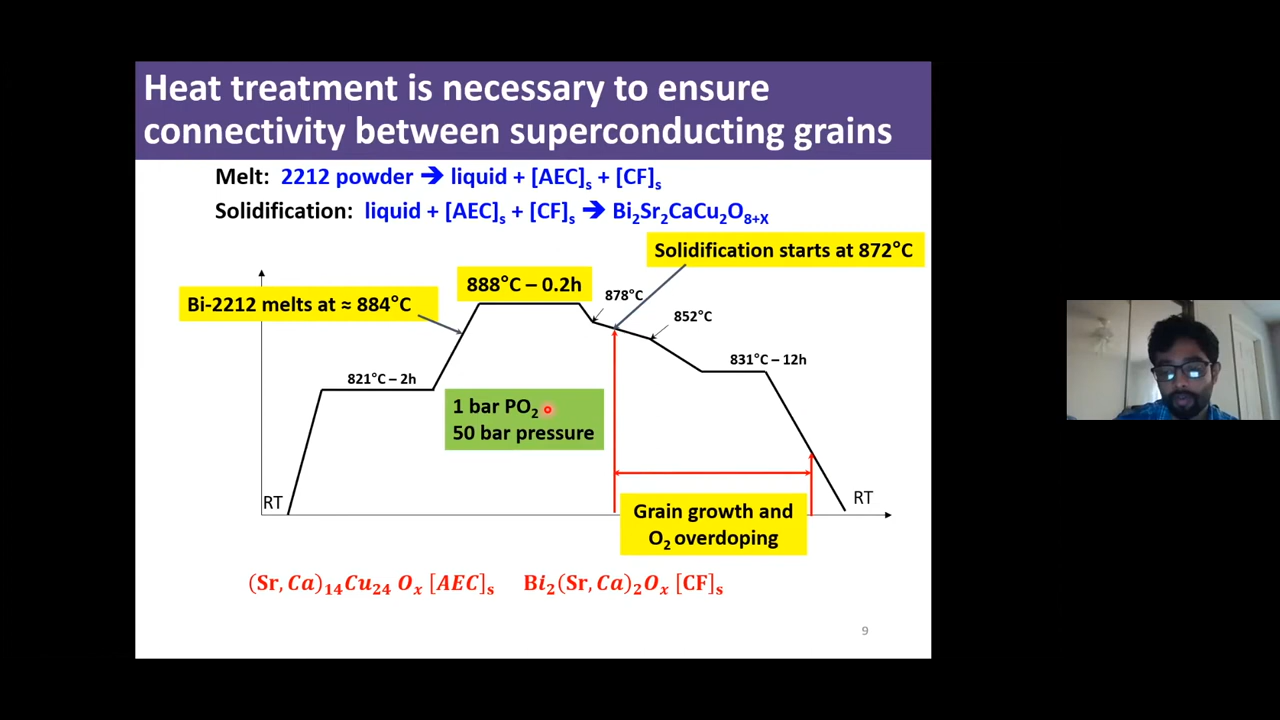 Heat treatment is necessary to ensure
connectivity between superconducting grains
Melt: 2212 powder 🡺 liquid + [AEC]ₛ + [CF]ₛ
Solidification: liquid + [AEC]ₛ + [CF]ₛ 🡺 Bi₂Sr₂CaCu₂O₈₊ₓ
Solidification starts at 872°C
888°C – 0.2h
878°C
Bi-2212 melts at ≈ 884°C
852°C
831°C – 12h
821°C – 2h
1 bar PO₂
50 bar pressure
RT
RT
Grain growth and
O₂ overdoping
(Sr, Ca)₁₄Cu₂₄ Oₓ [AEC]ₛ Bi₂(Sr, Ca)₂Oₓ [CF]ₛ
9